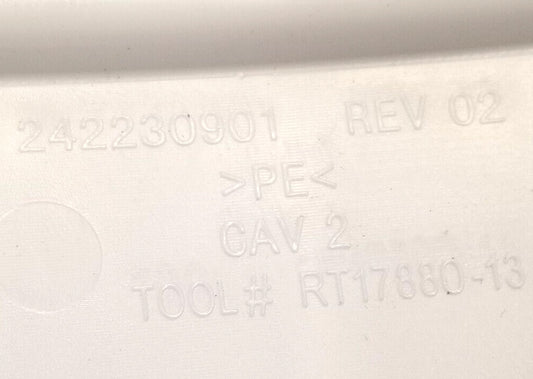 242230901 REV 02
>PE<
CAV 2
TOOL# RT17880-13